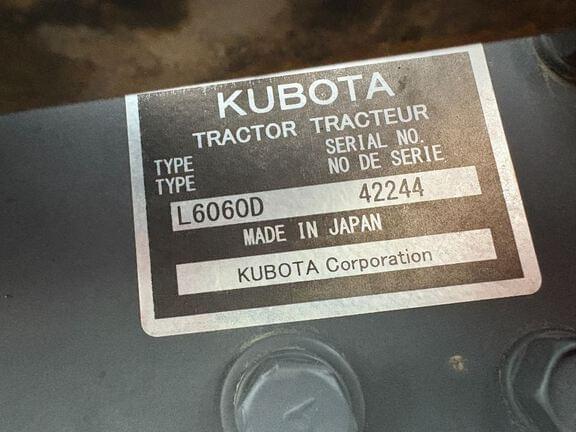 KUBOTA
TRACTOR TRACTEUR
TYPE SERIAL NO.
TYPE NO DE SERIE
L6060D 42244
MADE IN JAPAN
KUBOTA Corporation